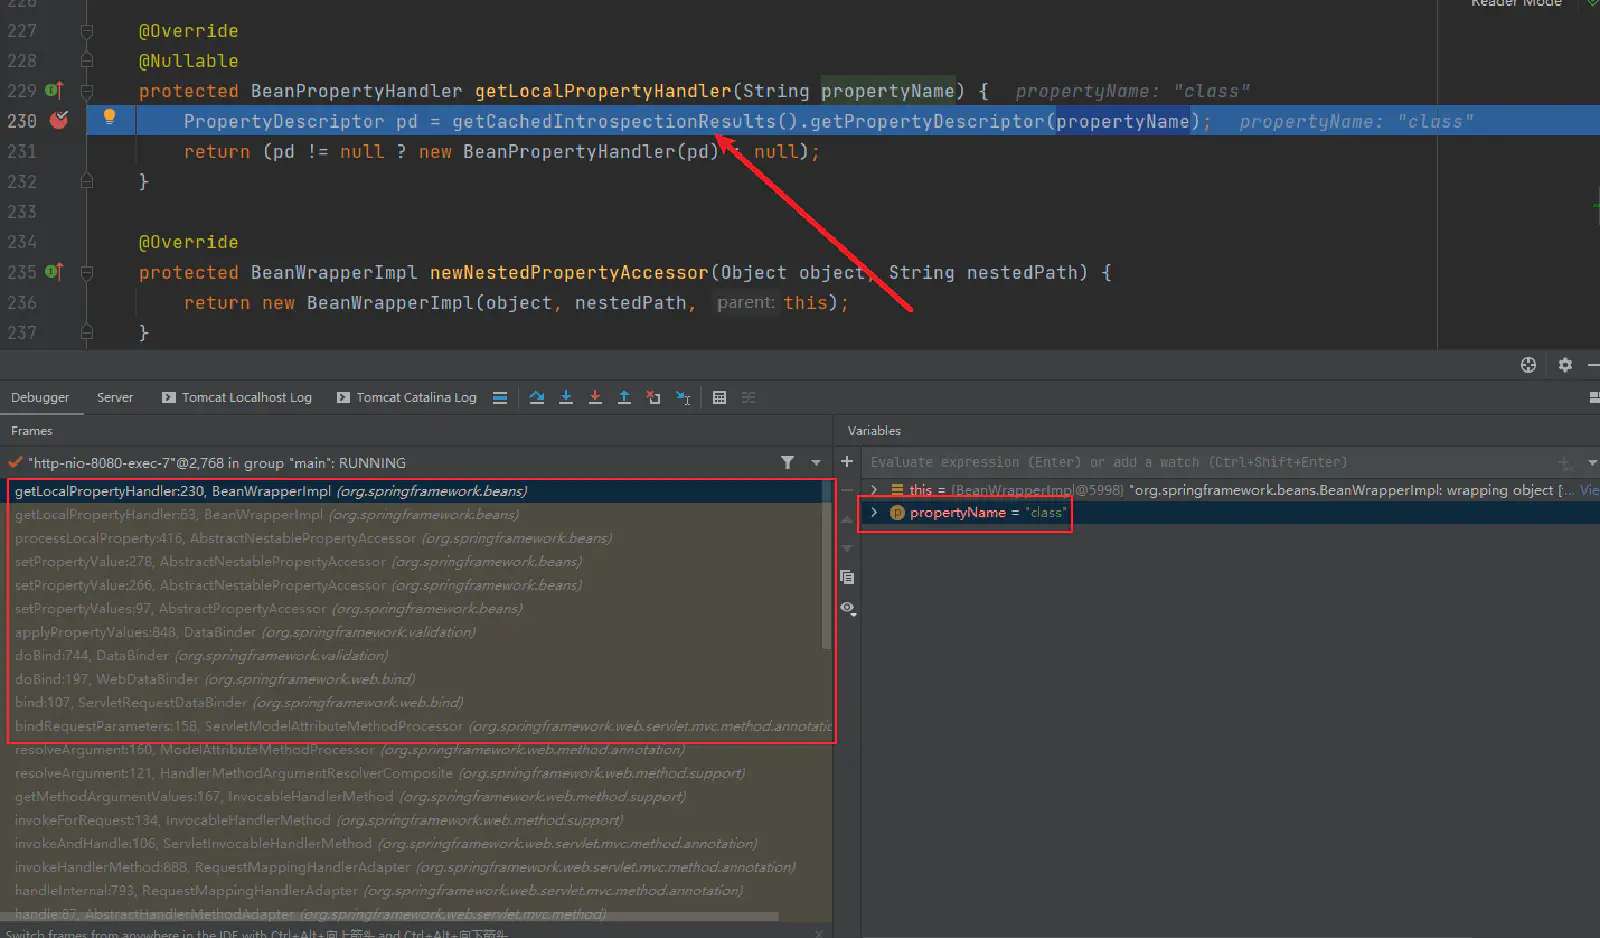 226
Reader Mode
227 @Override
228 @Nullable
229 protected BeanPropertyHandler getLocalPropertyHandler(String propertyName) { propertyName: "class"
230 PropertyDescriptor pd = getCachedIntrospectionResults().getPropertyDescriptor(propertyName); propertyName: "class"
231 return (pd != null ? new BeanPropertyHandler(pd) : null);
232 }
233
234 @Override
235 protected BeanWrapperImpl newNestedPropertyAccessor(Object object, String nestedPath) {
236 return new BeanWrapperImpl(object, nestedPath, parent: this);
237 }
Debugger Server Tomcat Localhost Log Tomcat Catalina Log
Frames
Variables
"http-nio-8080-exec-7"@2,768 in group "main": RUNNING
Evaluate expression (Enter) or add a watch (Ctrl+Shift+Enter)
this = {BeanWrapperImpl@5998} "org.springframework.beans.BeanWrapperImpl: wrapping object [... Vie
propertyName = "class"
getLocalPropertyHandler:230, BeanWrapperImpl (org.springframework.beans)
getLocalPropertyHandler:63, BeanWrapperImpl (org.springframework.beans)
processLocalProperty:416, AbstractNestablePropertyAccessor (org.springframework.beans)
setPropertyValue:278, AbstractNestablePropertyAccessor (org.springframework.beans)
setPropertyValue:266, AbstractNestablePropertyAccessor (org.springframework.beans)
setPropertyValues:97, AbstractPropertyAccessor (org.springframework.beans)
applyPropertyValues:848, DataBinder (org.springframework.validation)
doBind:744, DataBinder (org.springframework.validation)
doBind:197, WebDataBinder (org.springframework.web.bind)
bind:107, ServletRequestDataBinder (org.springframework.web.bind)
bindRequestParameters:158, ServletModelAttributeMethodProcessor (org.springframework.web.servlet.mvc.method.annotatio
resolveArgument:160, ModelAttributeMethodProcessor (org.springframework.web.method.annotation)
resolveArgument:121, HandlerMethodArgumentResolverComposite (org.springframework.web.method.support)
getMethodArgumentValues:167, InvocableHandlerMethod (org.springframework.web.method.support)
invokeForRequest:134, InvocableHandlerMethod (org.springframework.web.method.support)
invokeAndHandle:106, ServletInvocableHandlerMethod (org.springframework.web.servlet.mvc.method.annotation)
invokeHandlerMethod:888, RequestMappingHandlerAdapter (org.springframework.web.servlet.mvc.method.annotation)
handleInternal:793, RequestMappingHandlerAdapter (org.springframework.web.servlet.mvc.method.annotation)
handle:87, AbstractHandlerMethodAdapter (org.springframework.web.servlet.mvc.method)
Switch frames from anywhere in the IDE with Ctrl+Alt+向上箭头 and Ctrl+Alt+向下箭头